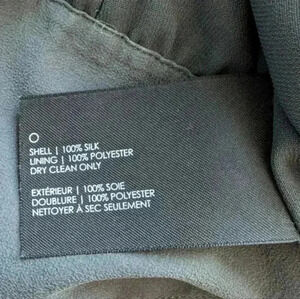 SHELL | 100% SILK
LINING | 100% POLYESTER
DRY CLEAN ONLY
EXTÉRIEUR | 100% SOIE
DOUBLURE | 100% POLYESTER
NETTOYER À SEC SEULEMENT